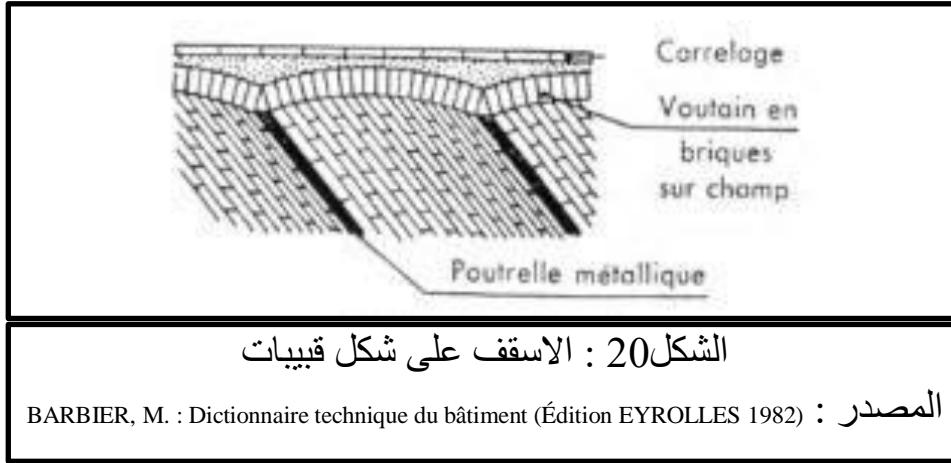 Carrelage
Voutain en
briques
sur champ
Poutrelle métallique
الشكل20 : الاسقف على شكل قبيبات
المصدر : BARBIER, M. : Dictionnaire technique du bâtiment (Édition EYROLLES 1982)